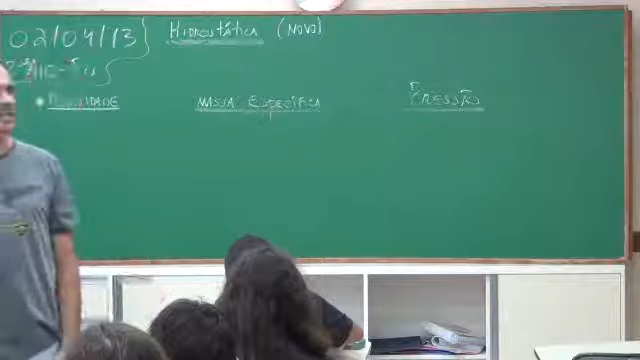 02/04/13 Hidrostática (NOVO)
MASSA ESPECÍFICA PRESSÃO